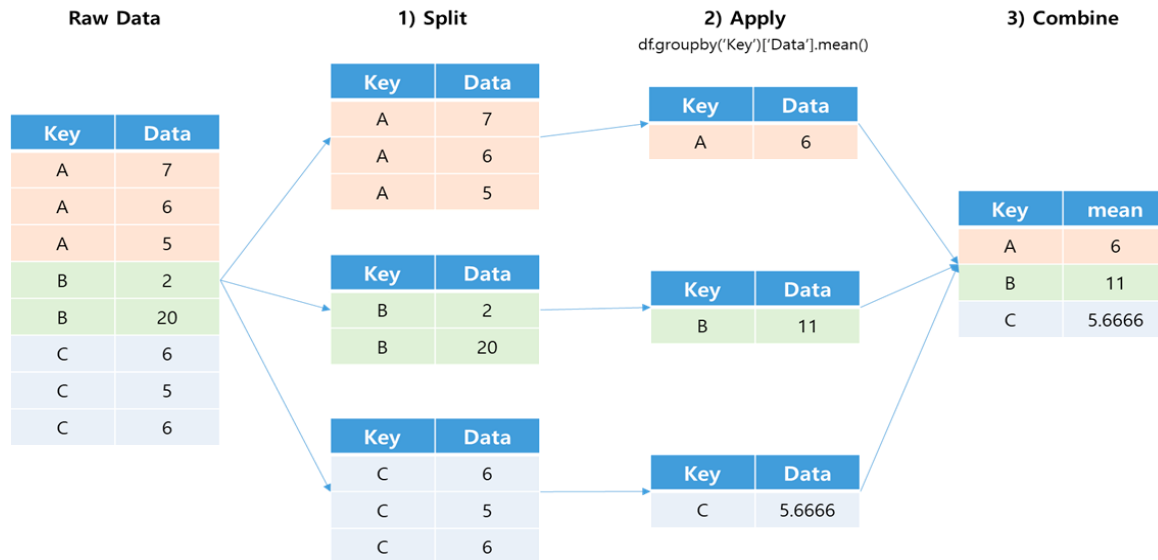 Raw Data
Key Data
A 7
A 6
A 5
B 2
B 20
C 6
C 5
C 6
1) Split
Key Data
A 7
A 6
A 5
Key Data
B 2
B 20
Key Data
C 6
C 5
C 6
2) Apply
df.groupby(‘Key’)[‘Data’].mean()
Key Data
A 6
Key Data
B 11
Key Data
C 5.6666
3) Combine
Key mean
A 6
B 11
C 5.6666